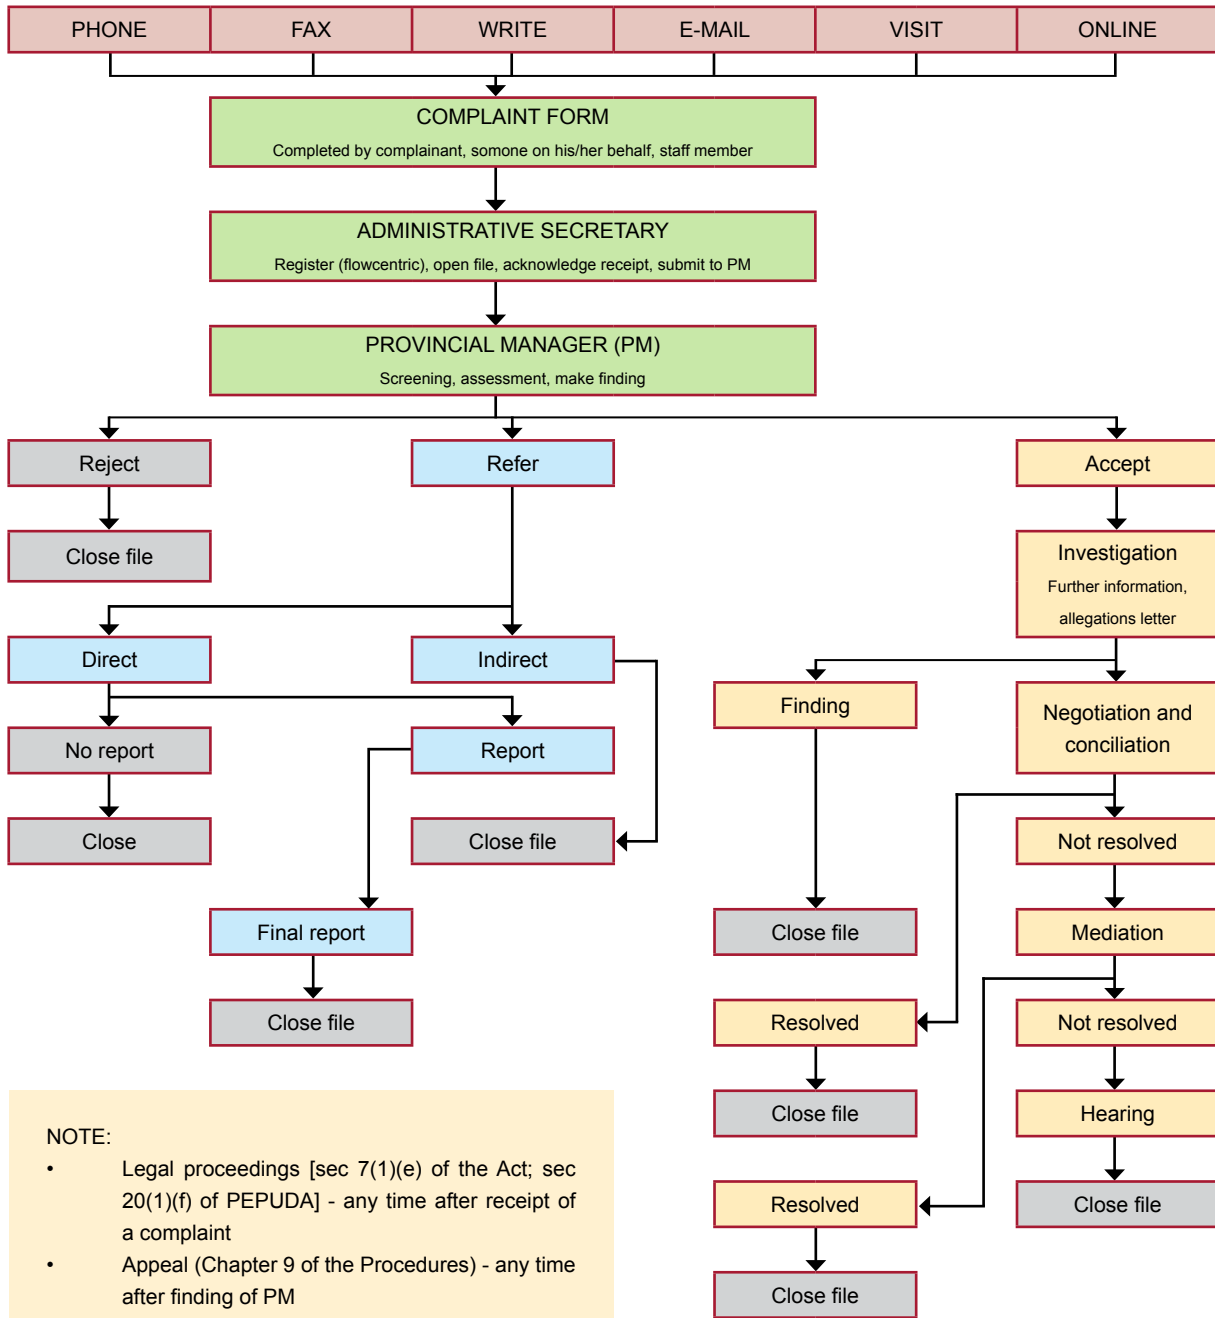 PHONE
FAX
WRITE
E-MAIL
VISIT
ONLINE
COMPLAINT FORM
Completed by complainant, somone on his/her behalf, staff member
ADMINISTRATIVE SECRETARY
Register (flowcentric), open file, acknowledge receipt, submit to PM
PROVINCIAL MANAGER (PM)
Screening, assessment, make finding
Reject
Refer
Accept
Close file
Investigation
Further information,
allegations letter
Direct
Indirect
Finding
Negotiation and
conciliation
No report
Report
Close
Close file
Not resolved
Final report
Close file
Mediation
Close file
Resolved
Not resolved
Close file
Hearing
Resolved
Close file
Close file
NOTE:
• Legal proceedings [sec 7(1)(e) of the Act; sec
20(1)(f) of PEPUDA] - any time after receipt of
a complaint
• Appeal (Chapter 9 of the Procedures) - any time
after finding of PM